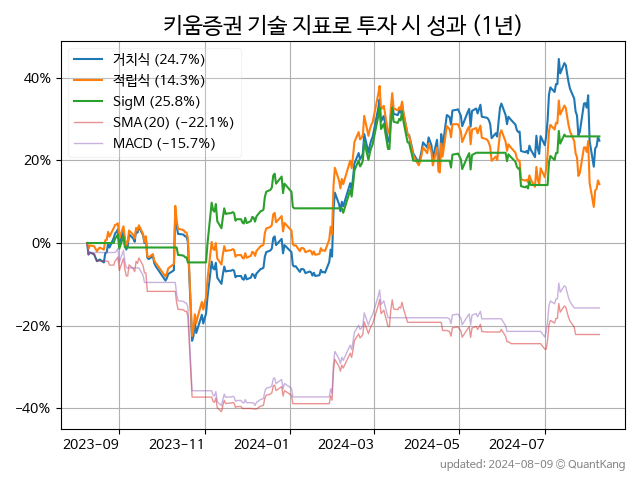 키움증권 기술 지표로 투자 시 성과 (1년)
거치식 (24.7%)
적립식 (14.3%)
SigM (25.8%)
SMA(20) (−22.1%)
MACD (−15.7%)
40%
20%
0%
−20%
−40%
2023-09 2023-11 2024-01 2024-03 2024-05 2024-07
updated: 2024-08-09 © QuantKang